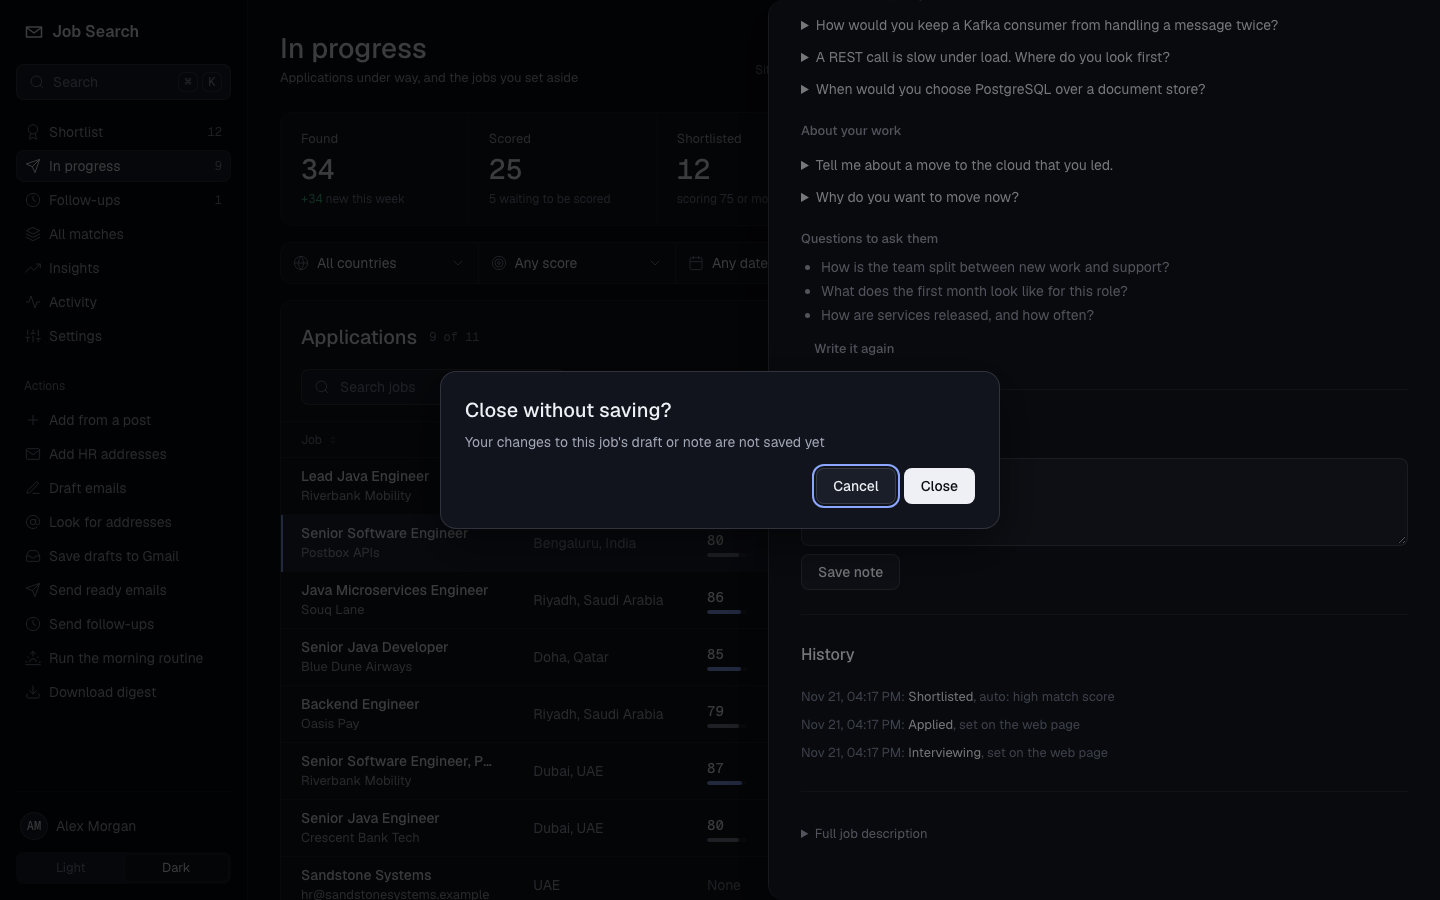 Job Search
Search ⌘ K
Shortlist 12
In progress 9
Follow-ups 1
All matches
Insights
Activity
Settings
Actions
Add from a post
Add HR addresses
Draft emails
Look for addresses
Save drafts to Gmail
Send ready emails
Send follow-ups
Run the morning routine
Download digest
AM Alex Morgan
Light Dark
In progress
Applications under way, and the jobs you set aside
Found
34
+34 new this week
Scored
25
5 waiting to be scored
Shortlisted
12
scoring 75 or mo
All countries
Any score
Any date
Applications 9 of 11
Search jobs
Job
Lead Java Engineer
Riverbank Mobility
Senior Software Engineer
Postbox APIs
Bengaluru, India
80
Java Microservices Engineer
Souq Lane
Riyadh, Saudi Arabia
86
Senior Java Developer
Blue Dune Airways
Doha, Qatar
85
Backend Engineer
Oasis Pay
Riyadh, Saudi Arabia
79
Senior Software Engineer, P...
Riverbank Mobility
Dubai, UAE
87
Senior Java Engineer
Crescent Bank Tech
Dubai, UAE
80
Sandstone Systems
hr@sandstonesystems.example
UAE
None
How would you keep a Kafka consumer from handling a message twice?
A REST call is slow under load. Where do you look first?
When would you choose PostgreSQL over a document store?
About your work
Tell me about a move to the cloud that you led.
Why do you want to move now?
Questions to ask them
How is the team split between new work and support?
What does the first month look like for this role?
How are services released, and how often?
Write it again
Close without saving?
Your changes to this job's draft or note are not saved yet
Cancel Close
Save note
History
Nov 21, 04:17 PM: Shortlisted, auto: high match score
Nov 21, 04:17 PM: Applied, set on the web page
Nov 21, 04:17 PM: Interviewing, set on the web page
Full job description